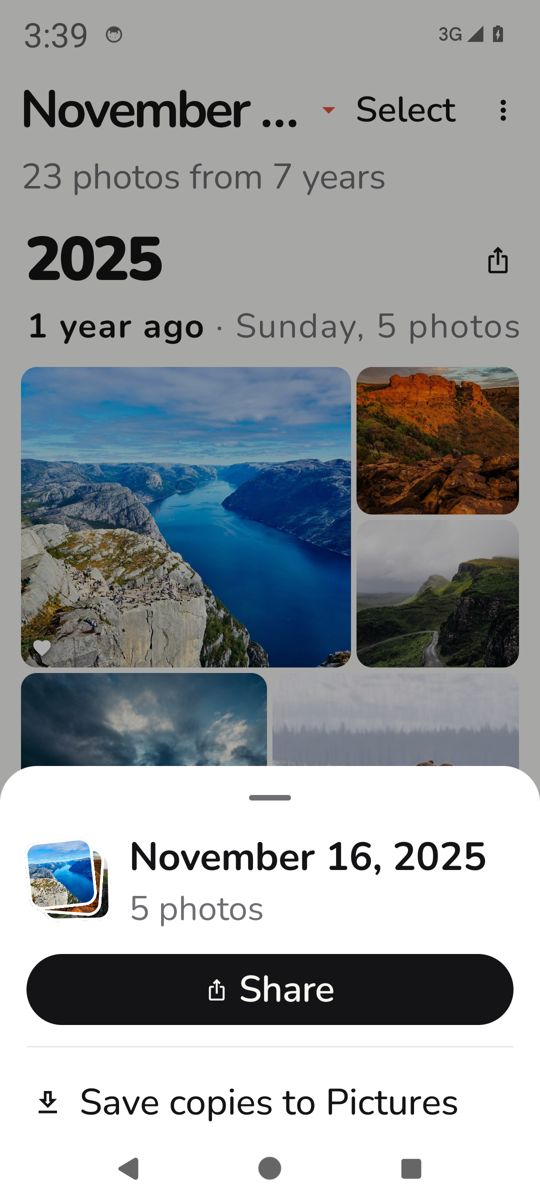 3:39 3G
November ... Select
23 photos from 7 years
2025
1 year ago · Sunday, 5 photos
November 16, 2025
5 photos
Share
Save copies to Pictures